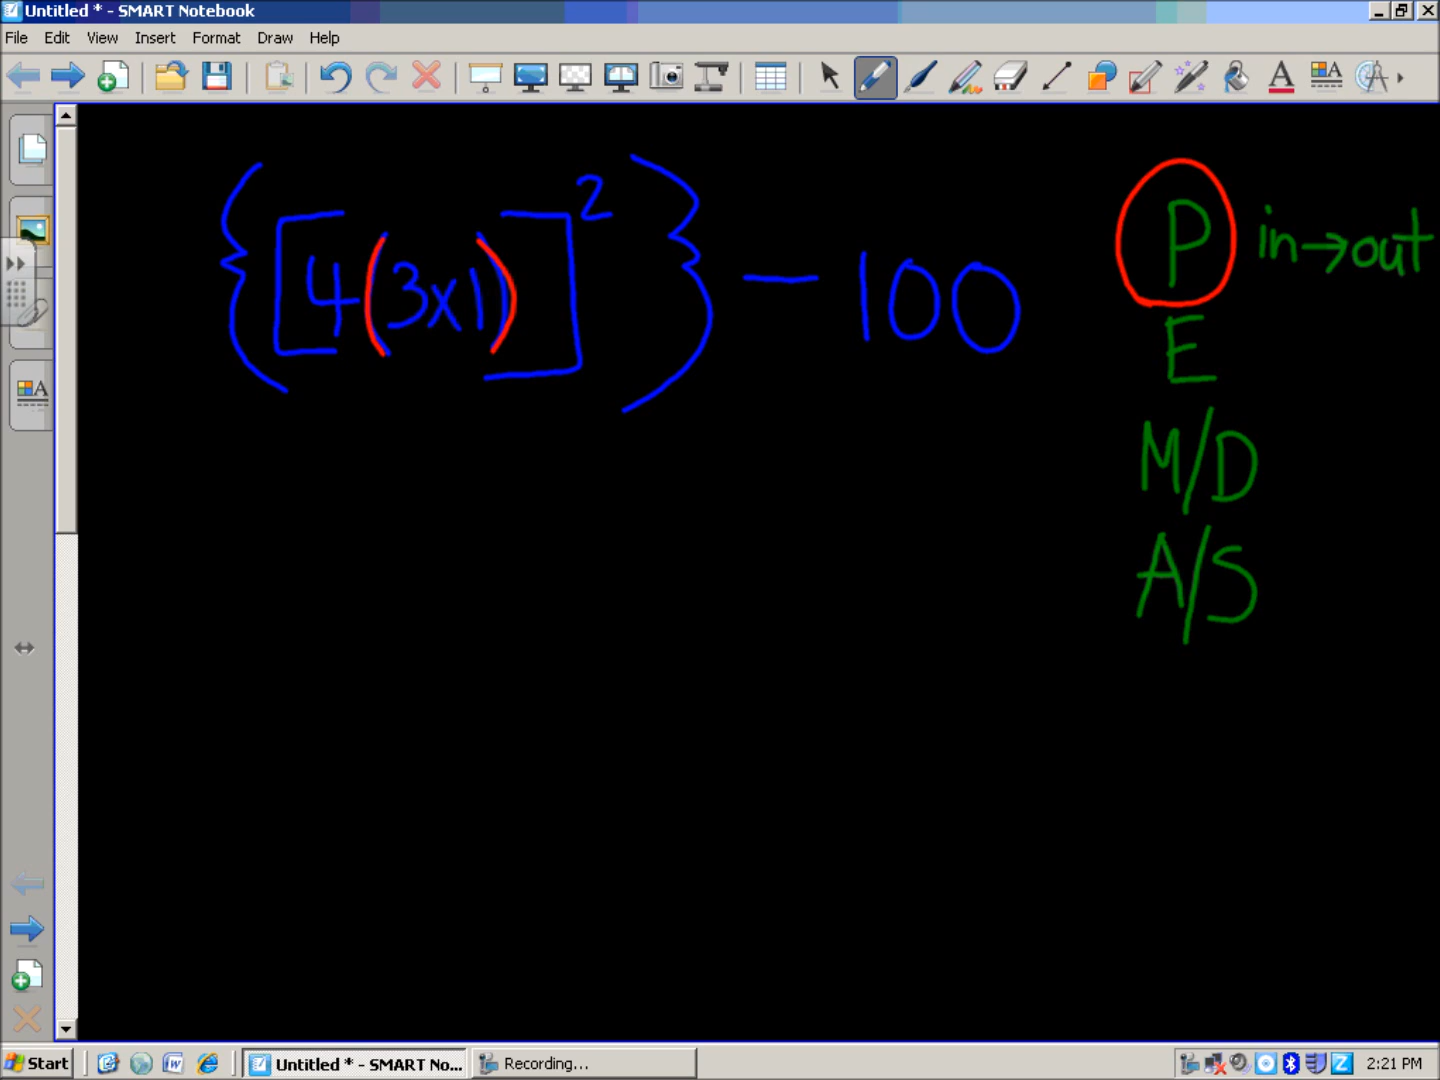 Untitled * - SMART Notebook
File Edit View Insert Format Draw Help
{[4(3x1)]²} - 100
P in→out
E
M/D
A/S
Start Untitled * - SMART No... Recording... 2:21 PM